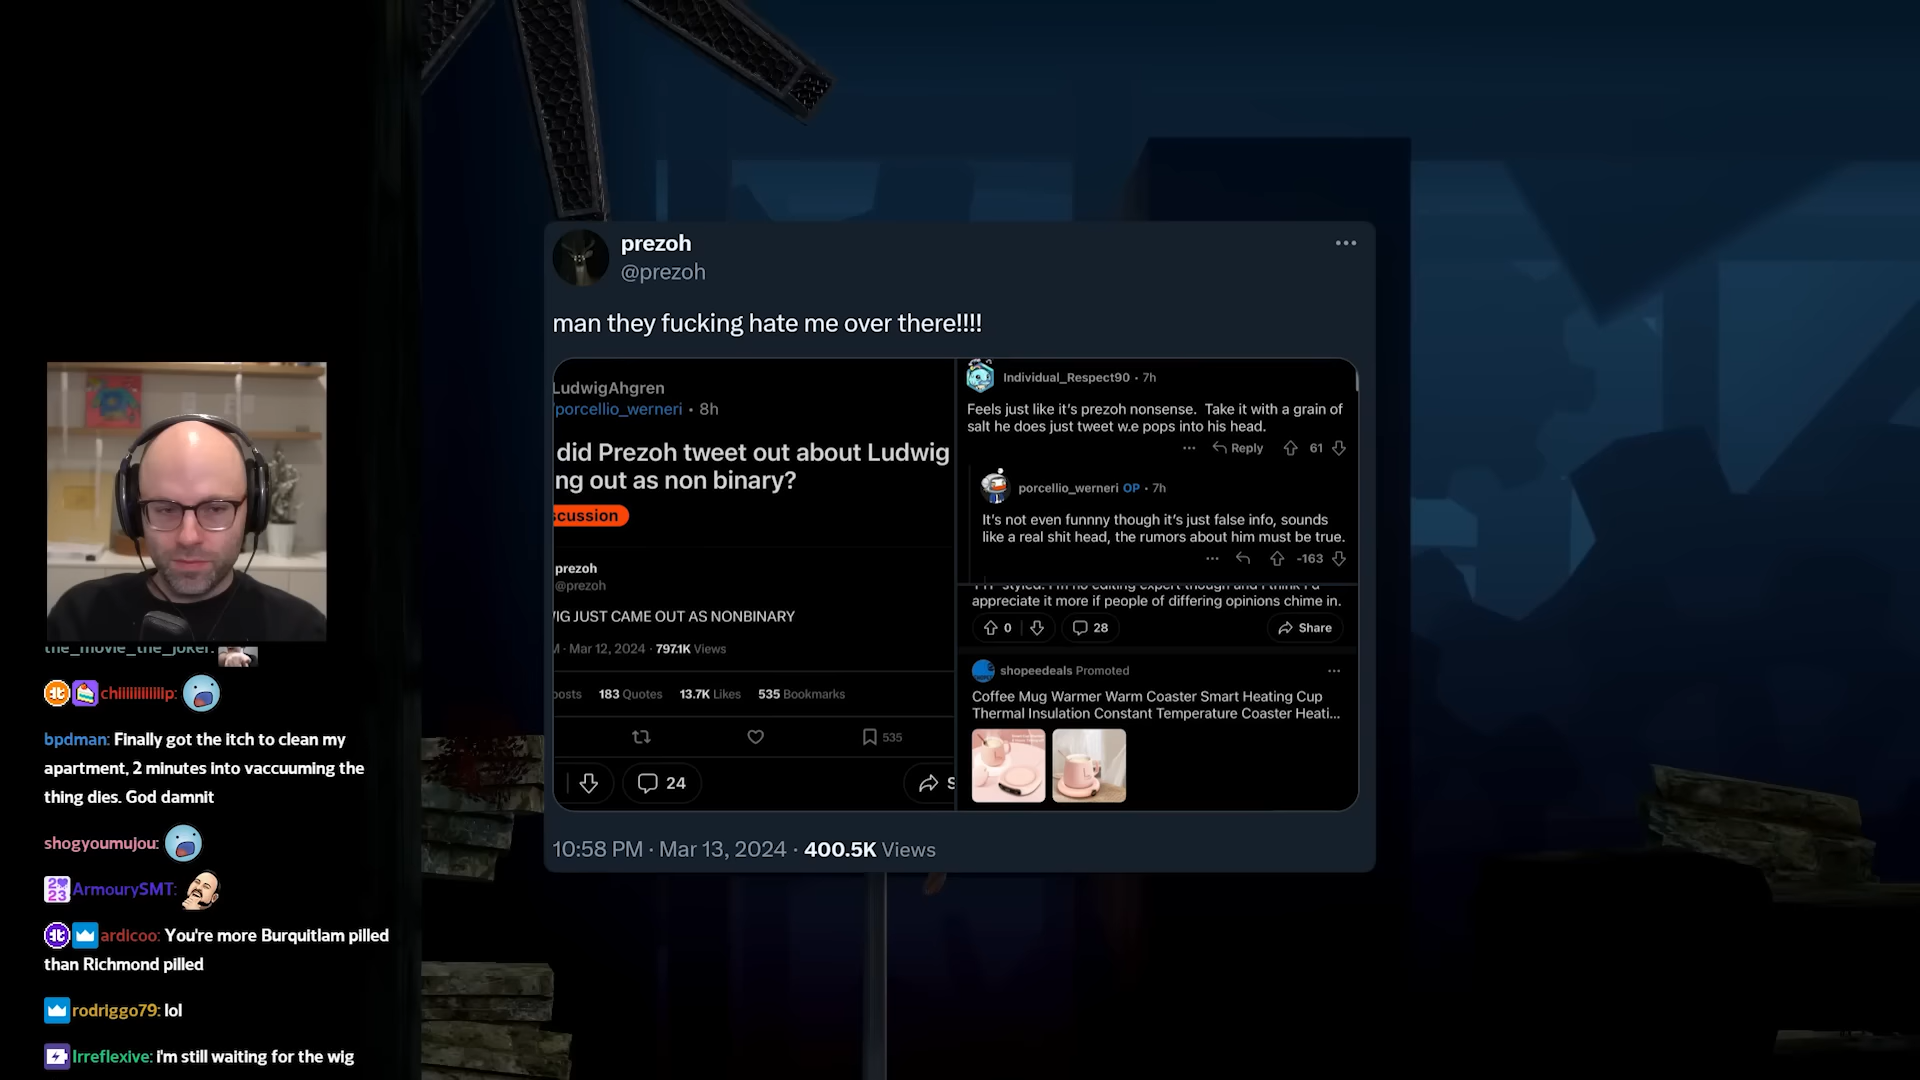 prezoh
@prezoh
man they fucking hate me over there!!!!
LudwigAhgren
porcellio_werneri • 8h
did Prezoh tweet out about Ludwig
ng out as non binary?
scussion
prezoh
@prezoh
IG JUST CAME OUT AS NONBINARY
M · Mar 12, 2024 · 797.1K Views
posts 183 Quotes 13.7K Likes 535 Bookmarks
535
24
S
Individual_Respect90 • 7h
Feels just like it's prezoh nonsense. Take it with a grain of
salt he does just tweet w.e pops into his head.
Reply 61
porcellio_werneri OP • 7h
It's not even funnny though it's just false info, sounds
like a real shit head, the rumors about him must be true.
-163
appreciate it more if people of differing opinions chime in.
0 28 Share
shopeedeals Promoted
Coffee Mug Warmer Warm Coaster Smart Heating Cup
Thermal Insulation Constant Temperature Coaster Heati...
10:58 PM · Mar 13, 2024 · 400.5K Views
the_movie_the_joker:
chiiiiiiiiiiip:
bpdman: Finally got the itch to clean my
apartment, 2 minutes into vaccuuming the
thing dies. God damnit
shogyoumujou:
2023 ArmourySMT:
ardicoo: You're more Burquitlam pilled
than Richmond pilled
rodriggo79: lol
Irreflexive: i'm still waiting for the wig